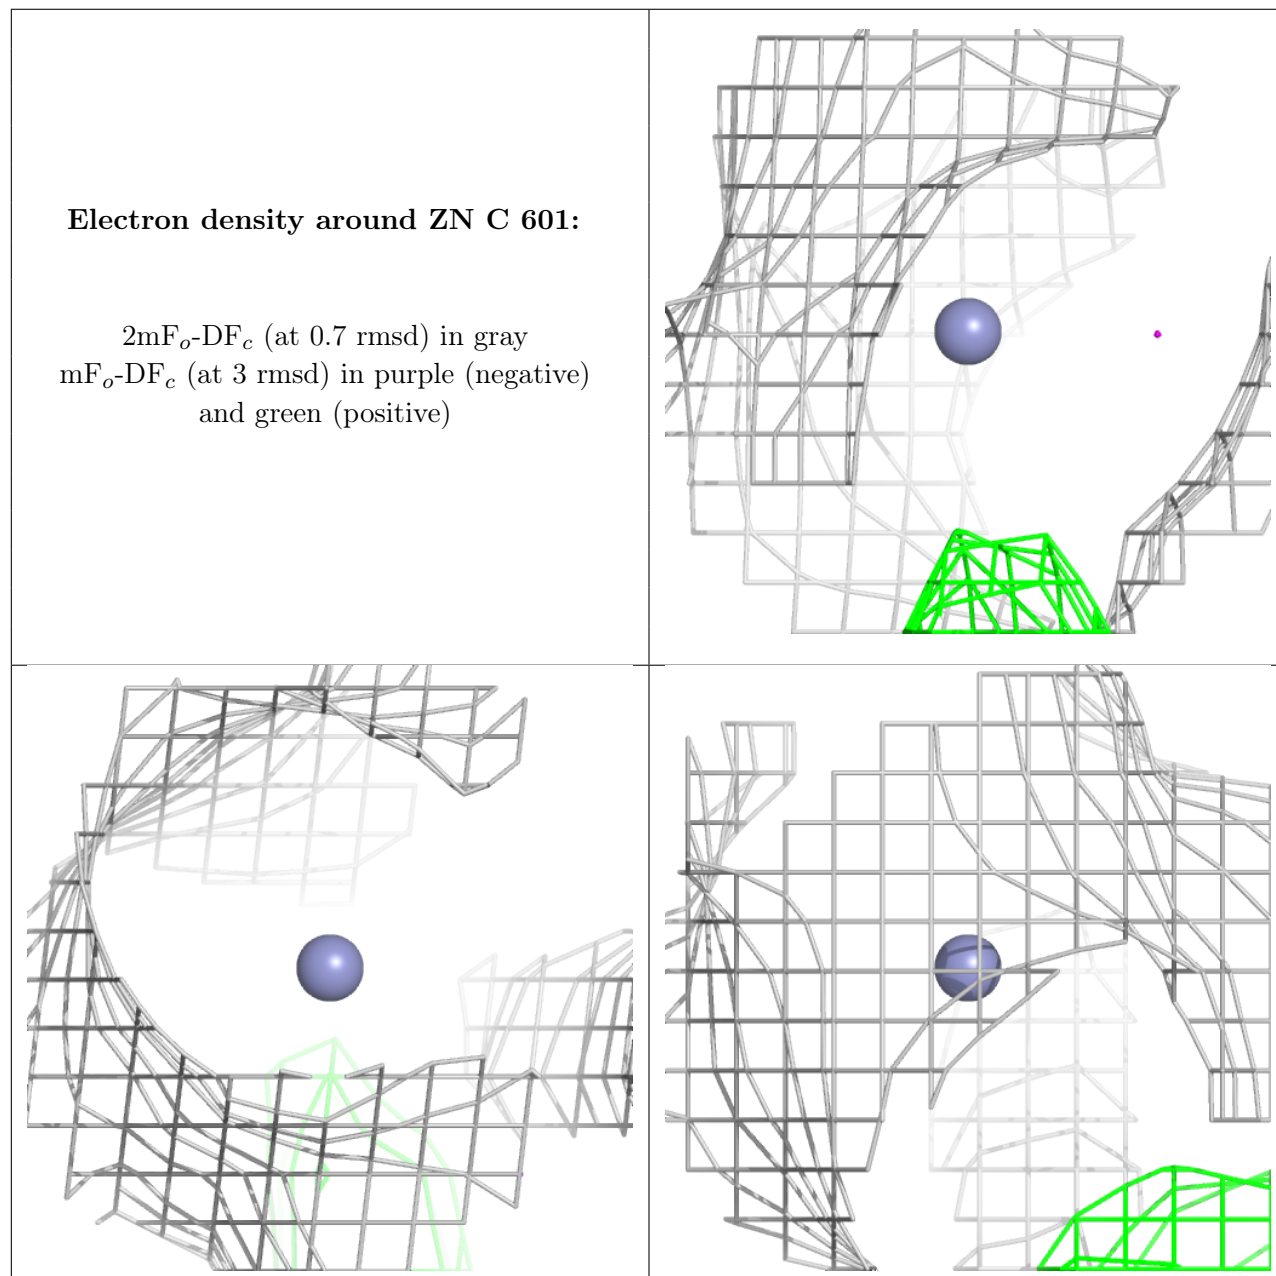 Electron density around ZN C 601:
2mFo-DFc (at 0.7 rmsd) in gray
mFo-DFc (at 3 rmsd) in purple (negative)
and green (positive)